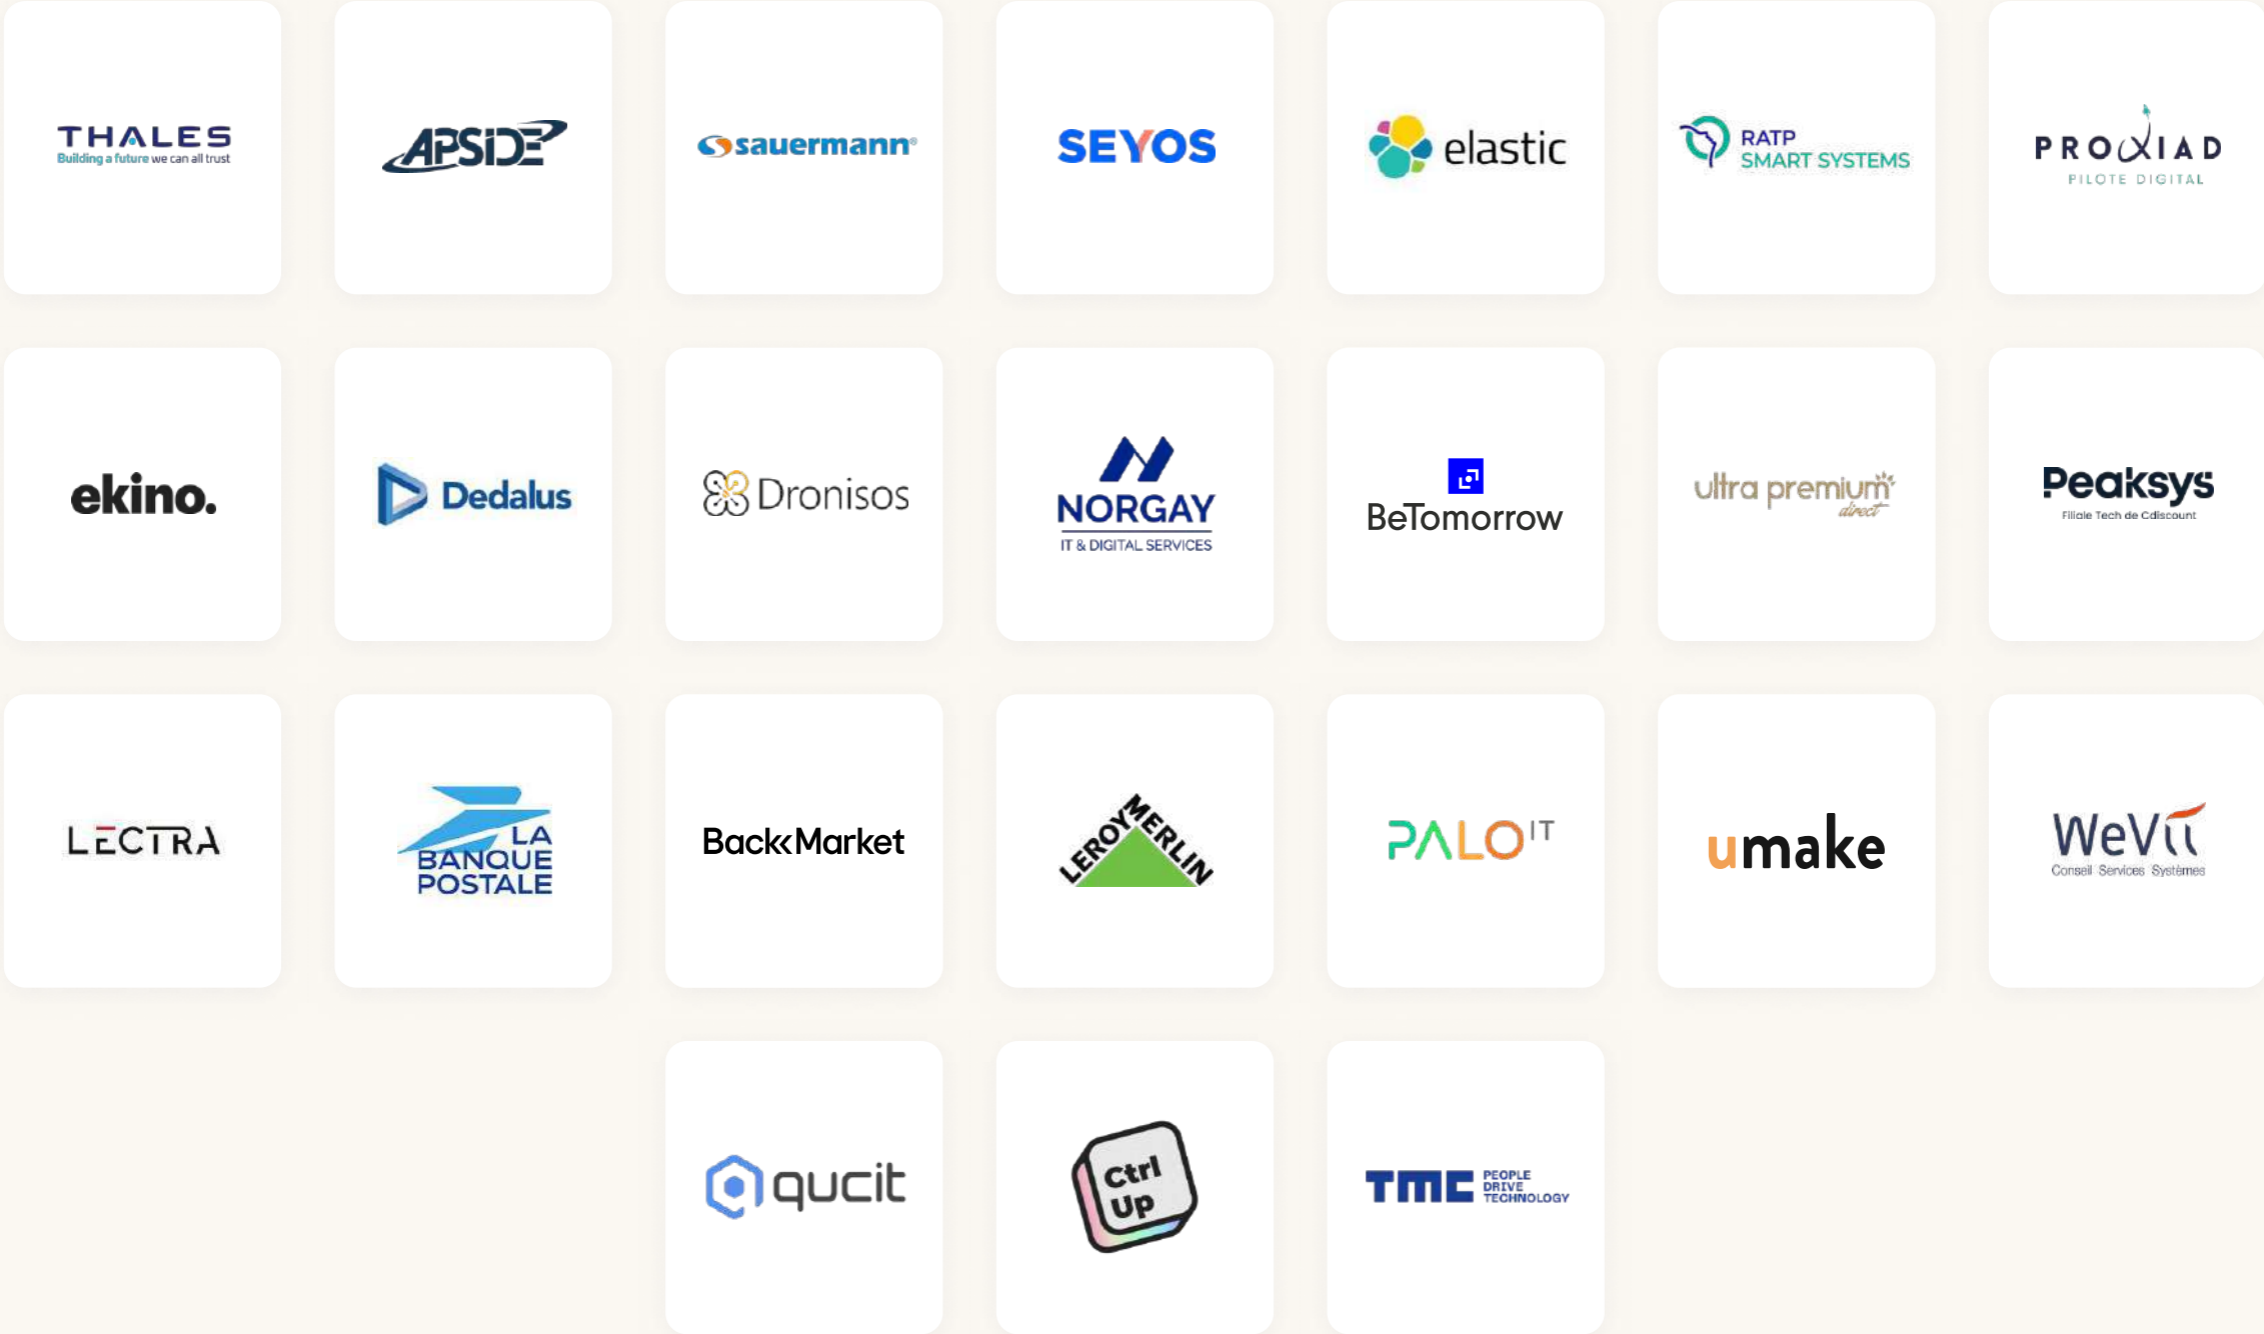 THALES
Building a future we can all trust
APSIDE
sauermann®
SEYOS
elastic
RATP
SMART SYSTEMS
PROXIAD
PILOTE DIGITAL
ekino.
Dedalus
Dronisos
NORGAY
IT & DIGITAL SERVICES
BeTomorrow
ultra premium
direct
Peaksys
Filiale Tech de Cdiscount
LECTRA
LA
BANQUE
POSTALE
Back Market
LEROY MERLIN
PALO IT
umake
WeVii
Conseil Services Systèmes
qucit
Ctrl
Up
TMC
PEOPLE
DRIVE
TECHNOLOGY